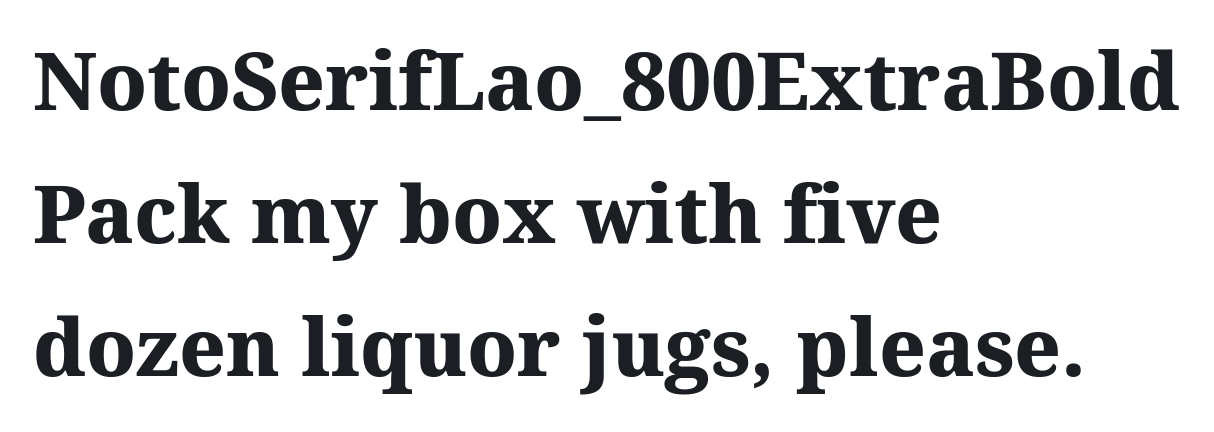 NotoSerifLao_800ExtraBold
Pack my box with five
dozen liquor jugs, please.